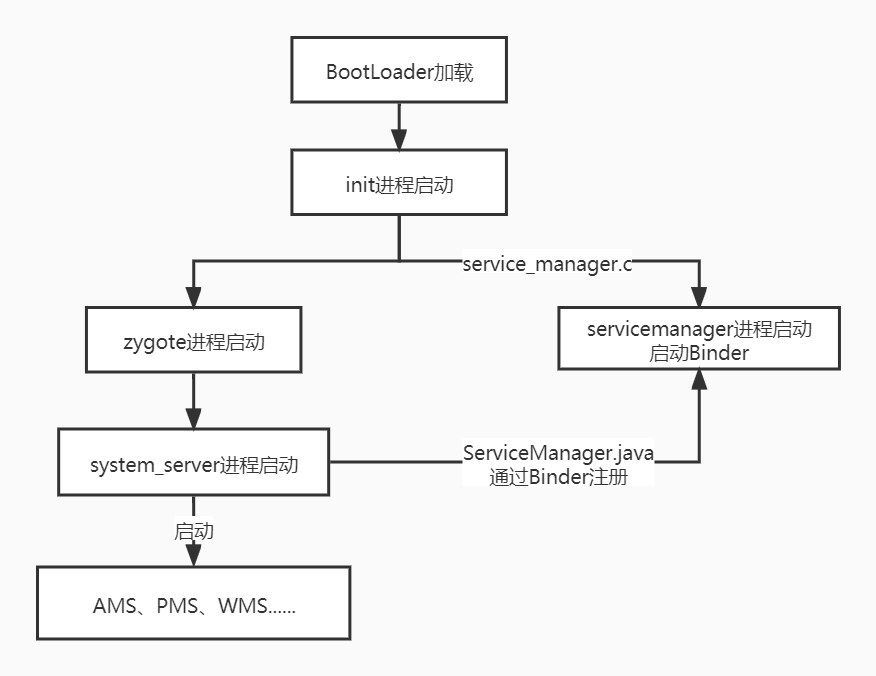 BootLoader加载
init进程启动
service_manager.c
zygote进程启动
servicemanager进程启动
启动Binder
system_server进程启动
ServiceManager.java
通过Binder注册
启动
AMS、PMS、WMS......